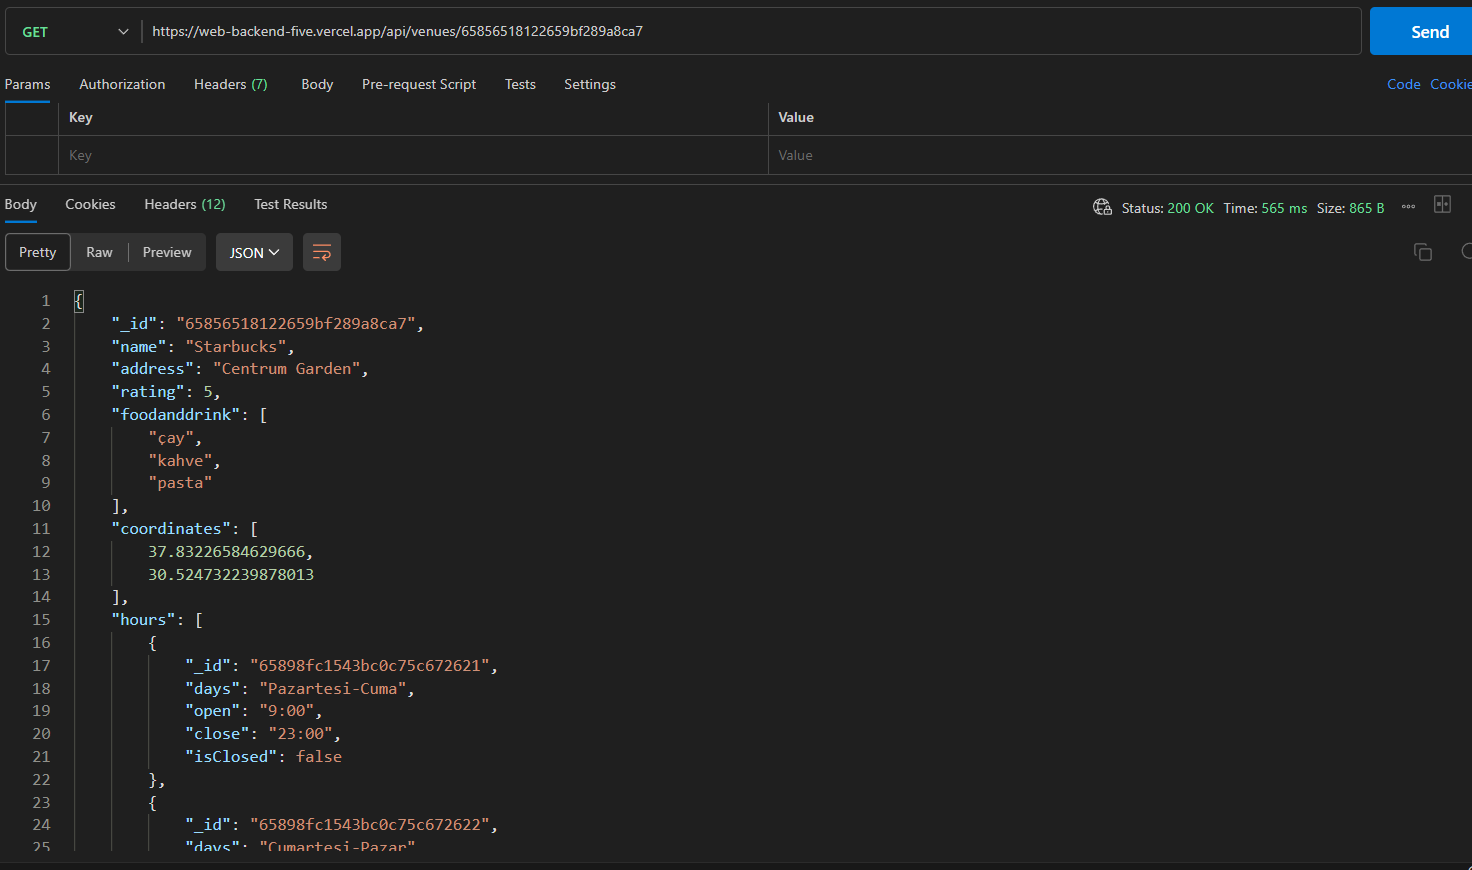 GET https://web-backend-five.vercel.app/api/venues/65856518122659bf289a8ca7 Send
Params Authorization Headers (7) Body Pre-request Script Tests Settings Code Cookie
Key Value
Key Value
Body Cookies Headers (12) Test Results Status: 200 OK Time: 565 ms Size: 865 B
Pretty Raw Preview JSON
1 {
2 "_id": "65856518122659bf289a8ca7",
3 "name": "Starbucks",
4 "address": "Centrum Garden",
5 "rating": 5,
6 "foodanddrink": [
7 "çay",
8 "kahve",
9 "pasta"
10 ],
11 "coordinates": [
12 37.83226584629666,
13 30.524732239878013
14 ],
15 "hours": [
16 {
17 "_id": "65898fc1543bc0c75c672621",
18 "days": "Pazartesi-Cuma",
19 "open": "9:00",
20 "close": "23:00",
21 "isClosed": false
22 },
23 {
24 "_id": "65898fc1543bc0c75c672622",
25 "days": "Cumartesi-Pazar"